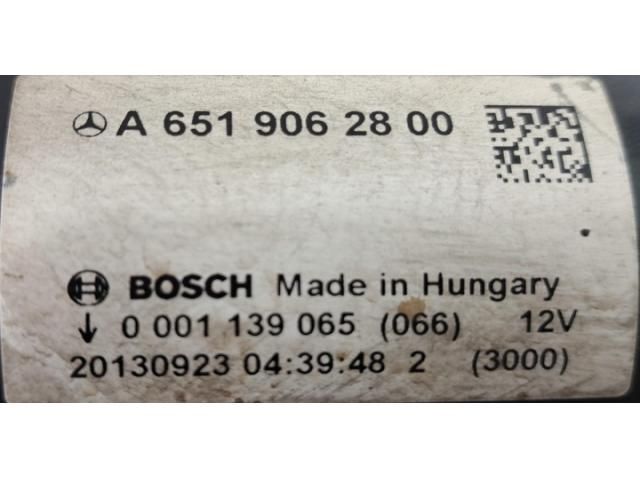 A 651 906 28 00
BOSCH Made in Hungary
↓ 0 001 139 065 (066) 12V
20130923 04:39:48 2 (3000)